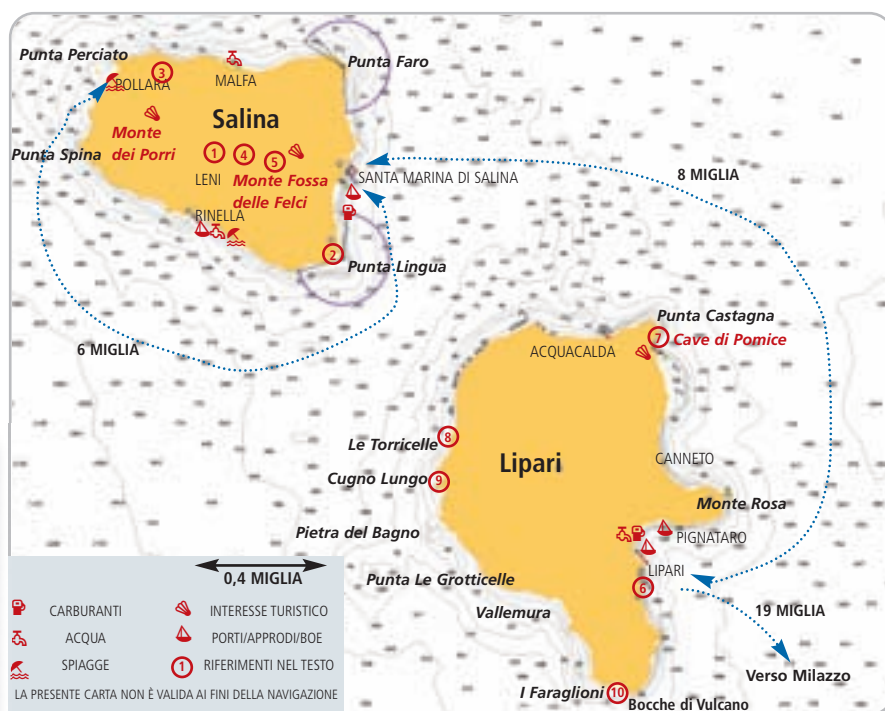 Punta Perciato
3
POLLARA
MALFA
Punta Faro
Salina
Monte
dei Porri
Punta Spina
1
4
5
LENI
Monte Fossa
delle Felci
SANTA MARINA DI SALINA
8 MIGLIA
RINELLA
2
Punta Lingua
6 MIGLIA
Punta Castagna
7
Cave di Pomice
ACQUACALDA
Le Torricelle
8
Lipari
CANNETO
Cugno Lungo
9
Monte Rosa
Pietra del Bagno
PIGNATARO
LIPARI
6
Punta Le Grotticelle
Vallemura
19 MIGLIA
Verso Milazzo
I Faraglioni
10
Bocche di Vulcano
0,4 MIGLIA
CARBURANTI
INTERESSE TURISTICO
ACQUA
PORTI/APPRODI/BOE
SPIAGGE
1
RIFERIMENTI NEL TESTO
LA PRESENTE CARTA NON È VALIDA AI FINI DELLA NAVIGAZIONE